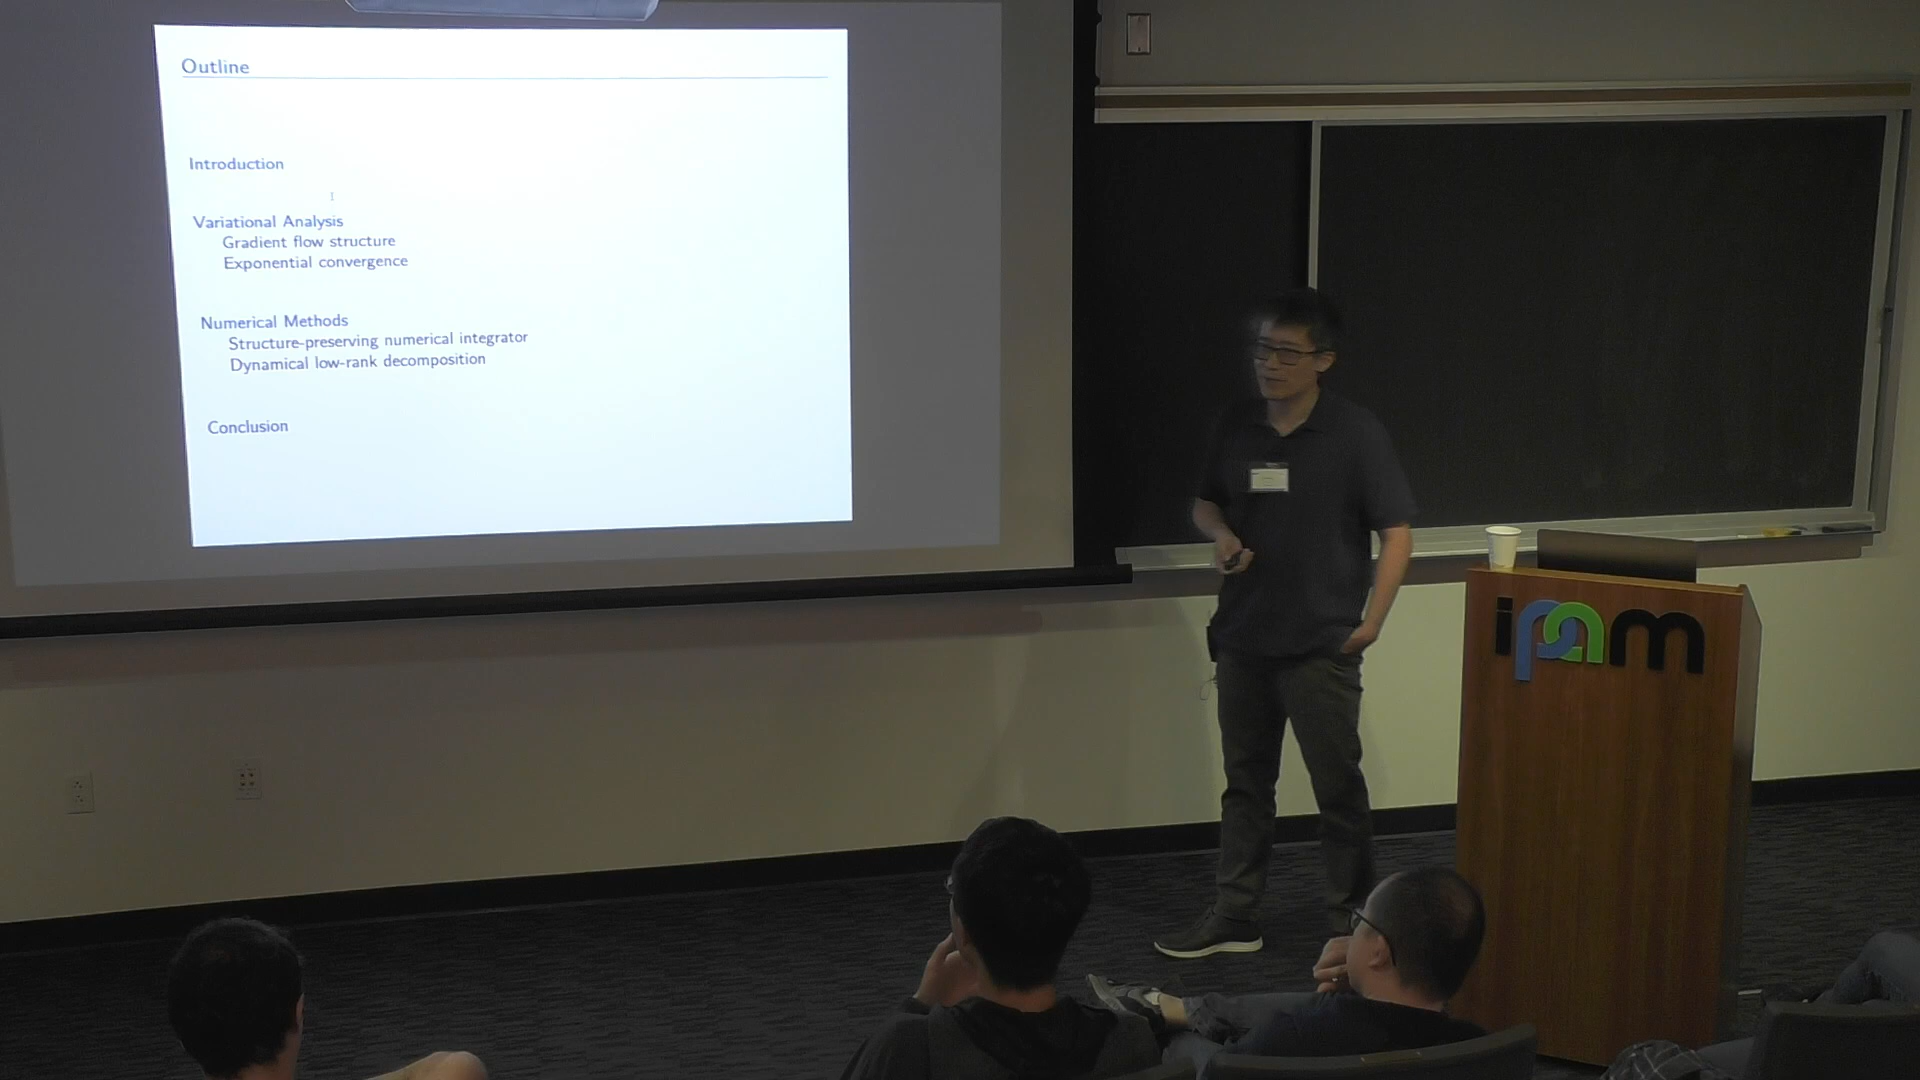 Outline
Introduction
Variational Analysis
Gradient flow structure
Exponential convergence
Numerical Methods
Structure-preserving numerical integrator
Dynamical low-rank decomposition
Conclusion
ipam